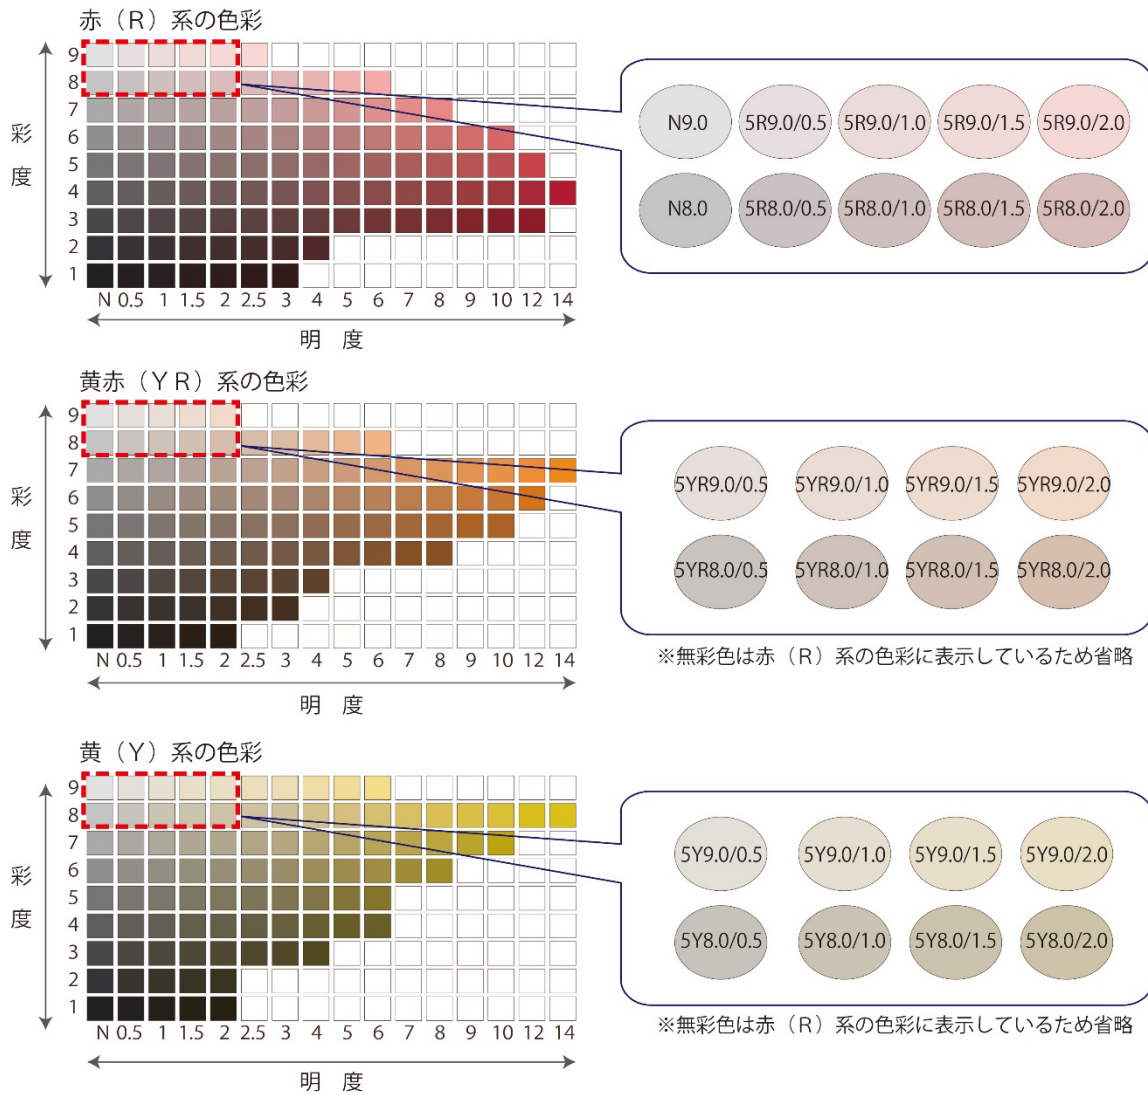 赤（R）系の色彩
9
8
7
6
5
4
3
2
1
彩
度
N 0.5 1 1.5 2 2.5 3 4 5 6 7 8 9 10 12 14
明 度
N9.0 5R9.0/0.5 5R9.0/1.0 5R9.0/1.5 5R9.0/2.0
N8.0 5R8.0/0.5 5R8.0/1.0 5R8.0/1.5 5R8.0/2.0
黄赤（YR）系の色彩
9
8
7
6
5
4
3
2
1
彩
度
N 0.5 1 1.5 2 2.5 3 4 5 6 7 8 9 10 12 14
明 度
5YR9.0/0.5 5YR9.0/1.0 5YR9.0/1.5 5YR9.0/2.0
5YR8.0/0.5 5YR8.0/1.0 5YR8.0/1.5 5YR8.0/2.0
※無彩色は赤（R）系の色彩に表示しているため省略
黄（Y）系の色彩
9
8
7
6
5
4
3
2
1
彩
度
N 0.5 1 1.5 2 2.5 3 4 5 6 7 8 9 10 12 14
明 度
5Y9.0/0.5 5Y9.0/1.0 5Y9.0/1.5 5Y9.0/2.0
5Y8.0/0.5 5Y8.0/1.0 5Y8.0/1.5 5Y8.0/2.0
※無彩色は赤（R）系の色彩に表示しているため省略